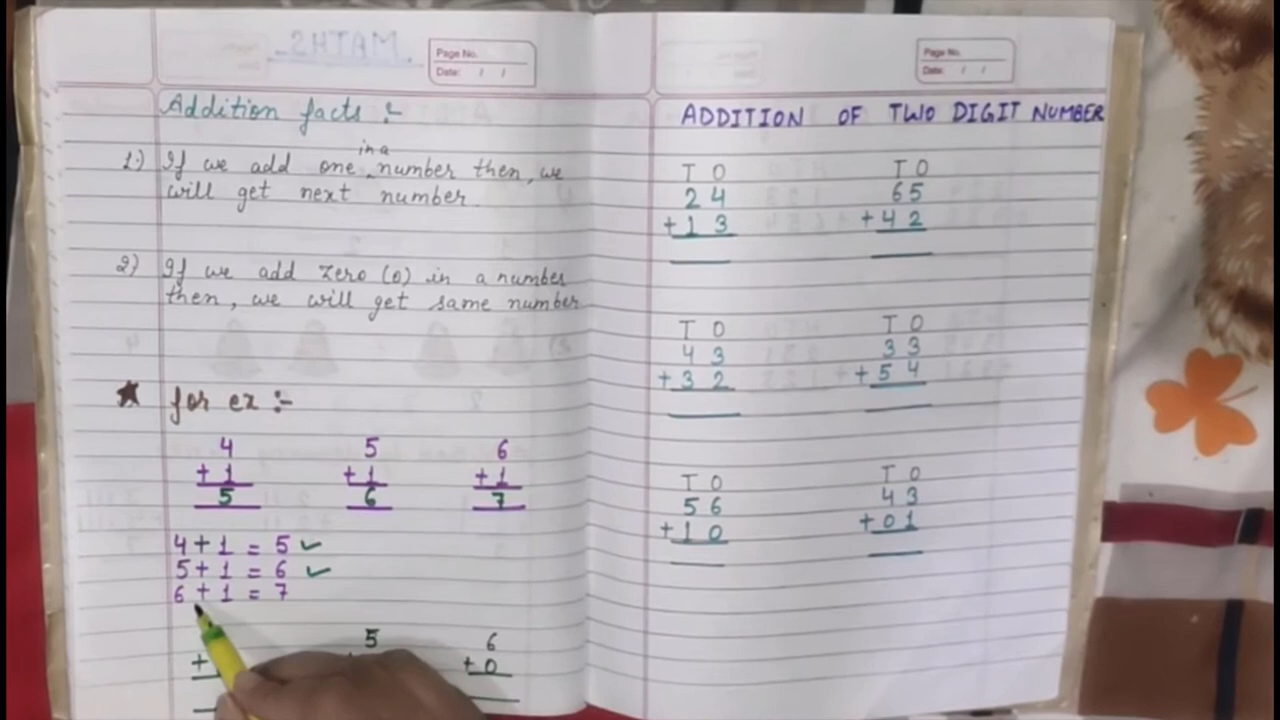 Page No.
Date: / /
Addition facts :-
in a
1.) If we add one ^ number then, we
will get next number
2) If we add zero (0) in a number
then, we will get same number
for ex :-
4 5 6
+1 +1 +1
5 6 7
4 + 1 = 5 ✓
5 + 1 = 6 ✓
6 + 1 = 7
5 6
+ +0
Page No.
Date: / /
ADDITION OF TWO DIGIT NUMBER
T O T O
2 4 6 5
+ 1 3 + 4 2
T O T O
4 3 3 3
+ 3 2 + 5 4
T O T O
5 6 4 3
+ 1 0 + 0 1